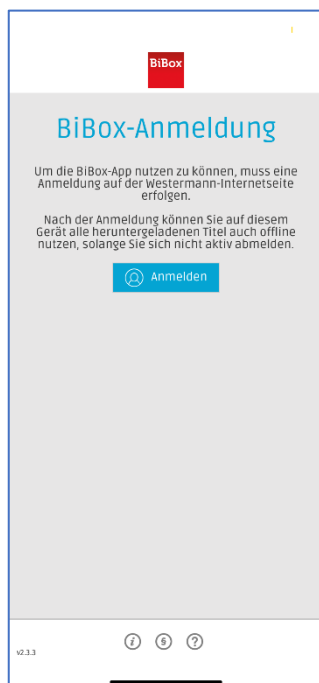 BiBox
BiBox-Anmeldung
Um die BiBox-App nutzen zu können, muss eine
Anmeldung auf der Westermann-Internetseite
erfolgen.
Nach der Anmeldung können Sie auf diesem
Gerät alle heruntergeladenen Titel auch offline
nutzen, solange Sie sich nicht aktiv abmelden.
Anmelden
i § ?
v2.3.3